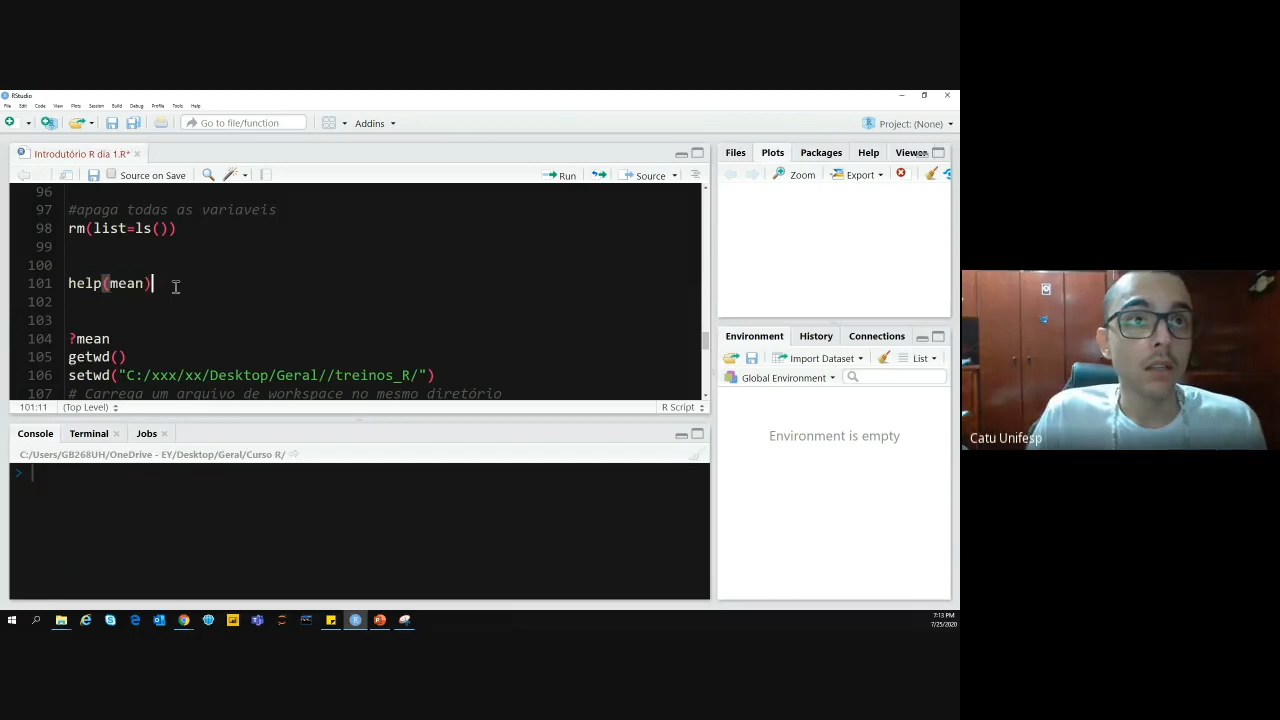 RStudio
File Edit Code View Plots Session Build Debug Profile Tools Help
Go to file/function
Addins
Project: (None)
Introdutório R dia 1.R*
Source on Save
Run
Source
96
97 #apaga todas as variaveis
98 rm(list=ls())
99
100
101 help(mean)
102
103
104 ?mean
105 getwd()
106 setwd("C:/xxx/xx/Desktop/Geral//treinos_R/")
107 # Carrega um arquivo de workspace no mesmo diretório
101:11 (Top Level)
R Script
Console Terminal Jobs
C:/Users/GB268UH/OneDrive - EY/Desktop/Geral/Curso R/
>
Files Plots Packages Help Viewer
Zoom Export
Environment History Connections
Import Dataset List
Global Environment
Environment is empty
7:13 PM
7/25/2020
Catu Unifesp